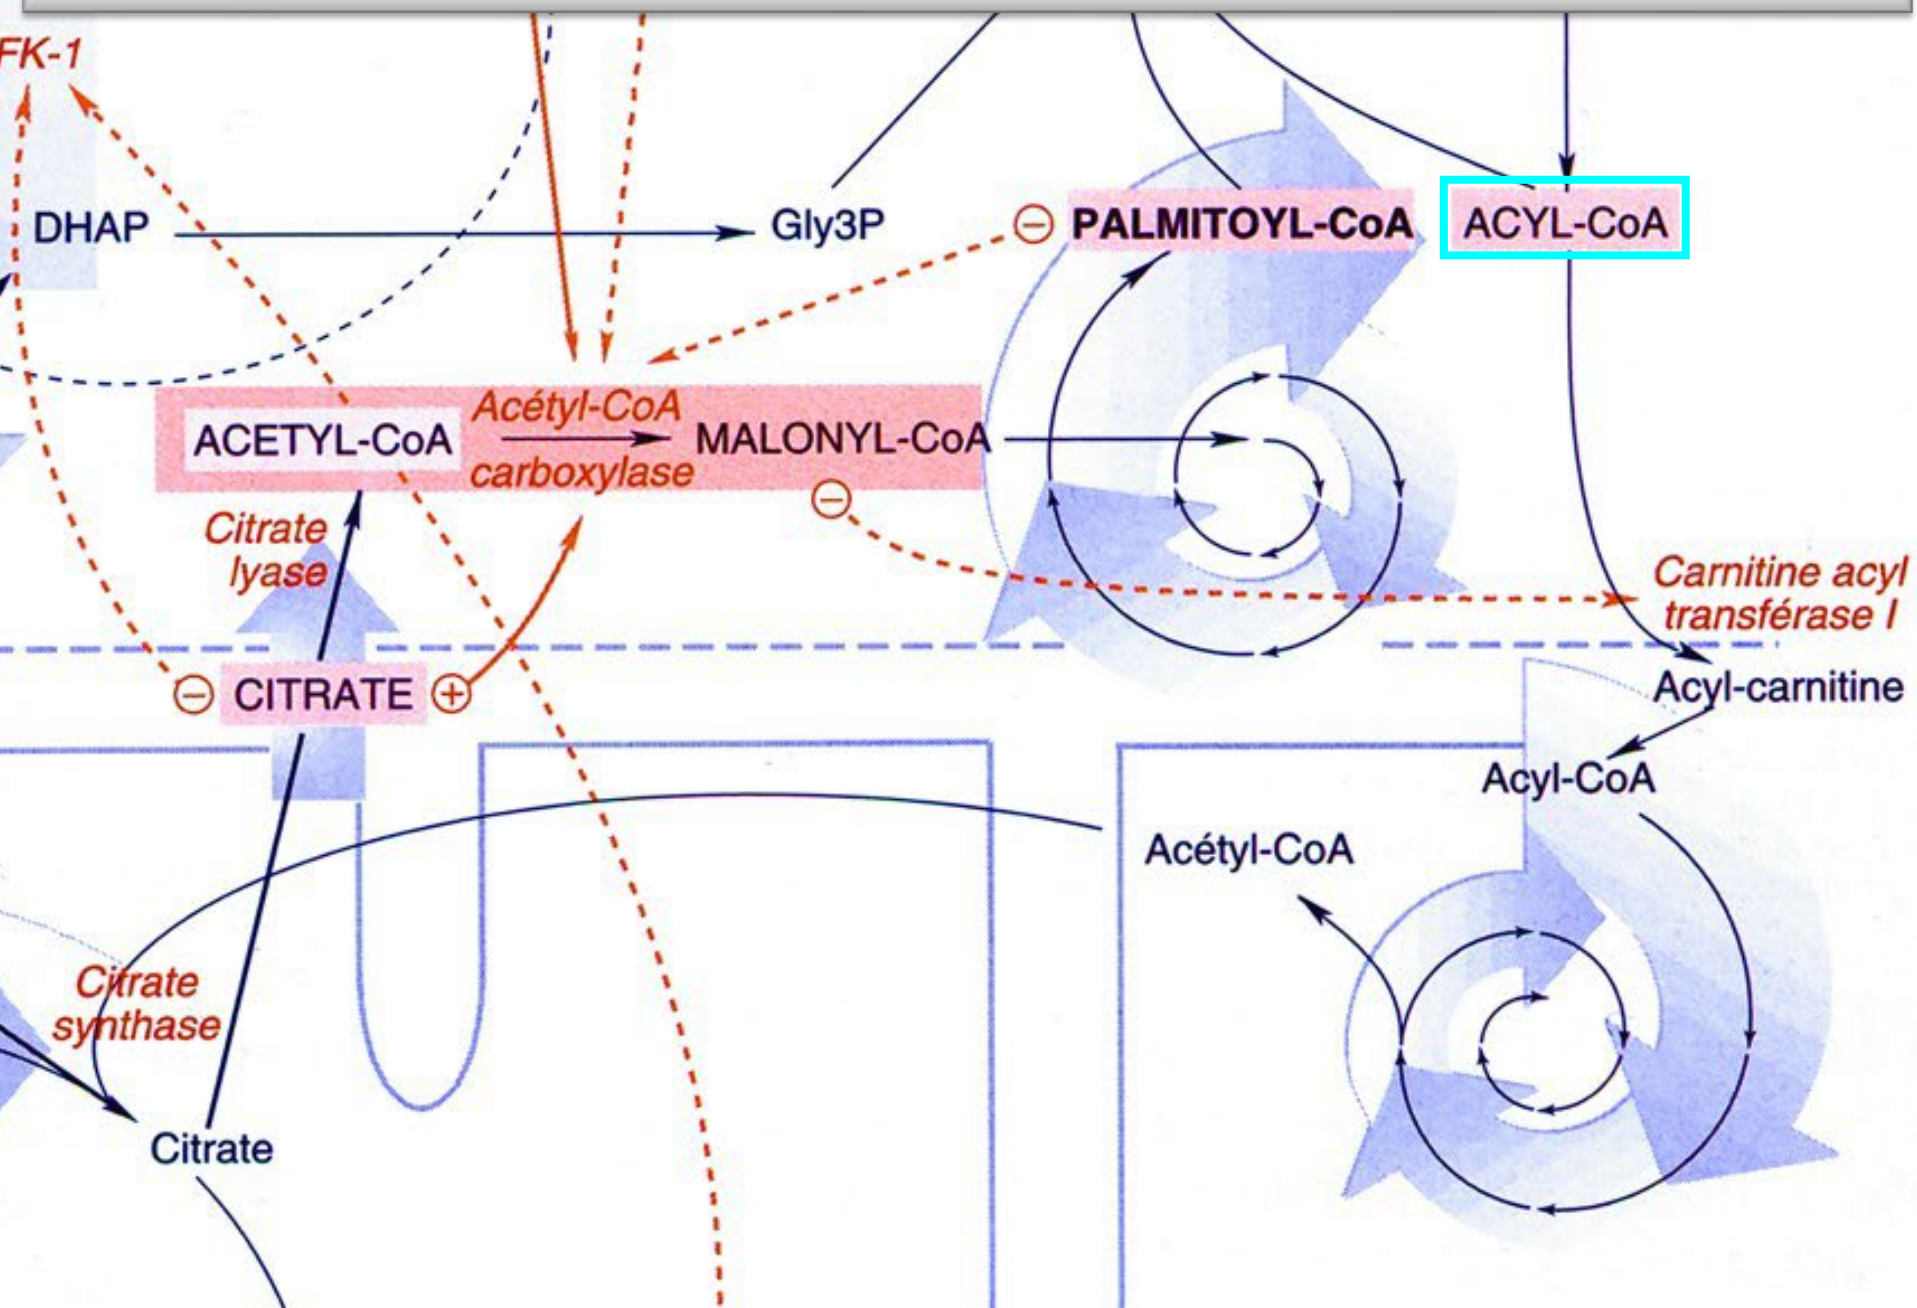 FK-1
DHAP
Gly3P
− PALMITOYL-CoA
ACYL-CoA
ACETYL-CoA
Acétyl-CoA
carboxylase
MALONYL-CoA
−
Citrate
lyase
Carnitine acyl
transférase I
− CITRATE +
Acyl-carnitine
Acyl-CoA
Acétyl-CoA
Citrate
synthase
Citrate